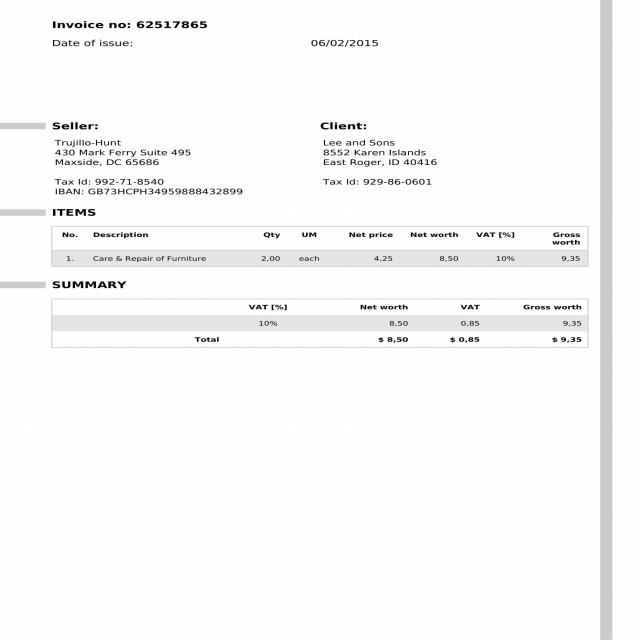 Invoice no: 62517865
Date of issue: 06/02/2015
Seller: Client:
Trujillo-Hunt Lee and Sons
430 Mark Ferry Suite 495 8552 Karen Islands
Maxside, DC 65686 East Roger, ID 40416
Tax Id: 992-71-8540 Tax Id: 929-86-0601
IBAN: GB73HCPH34959888432899
ITEMS
No. Description Qty UM Net price Net worth VAT [%] Gross worth
1. Care & Repair of Furniture 2,00 each 4,25 8,50 10% 9,35
SUMMARY
VAT [%] Net worth VAT Gross worth
10% 8,50 0,85 9,35
Total $ 8,50 $ 0,85 $ 9,35